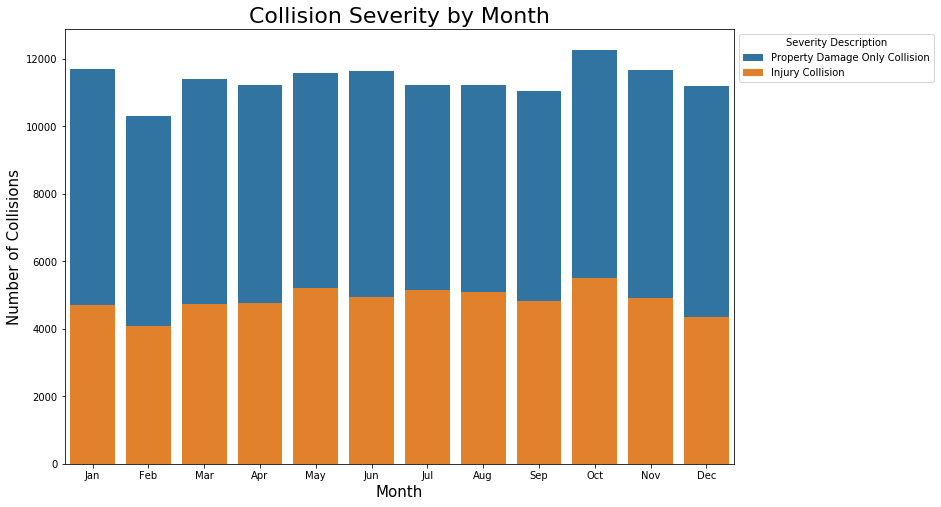 Collision Severity by Month
Severity Description
Property Damage Only Collision
Injury Collision
Number of Collisions
12000
10000
8000
6000
4000
2000
0
Jan Feb Mar Apr May Jun Jul Aug Sep Oct Nov Dec
Month